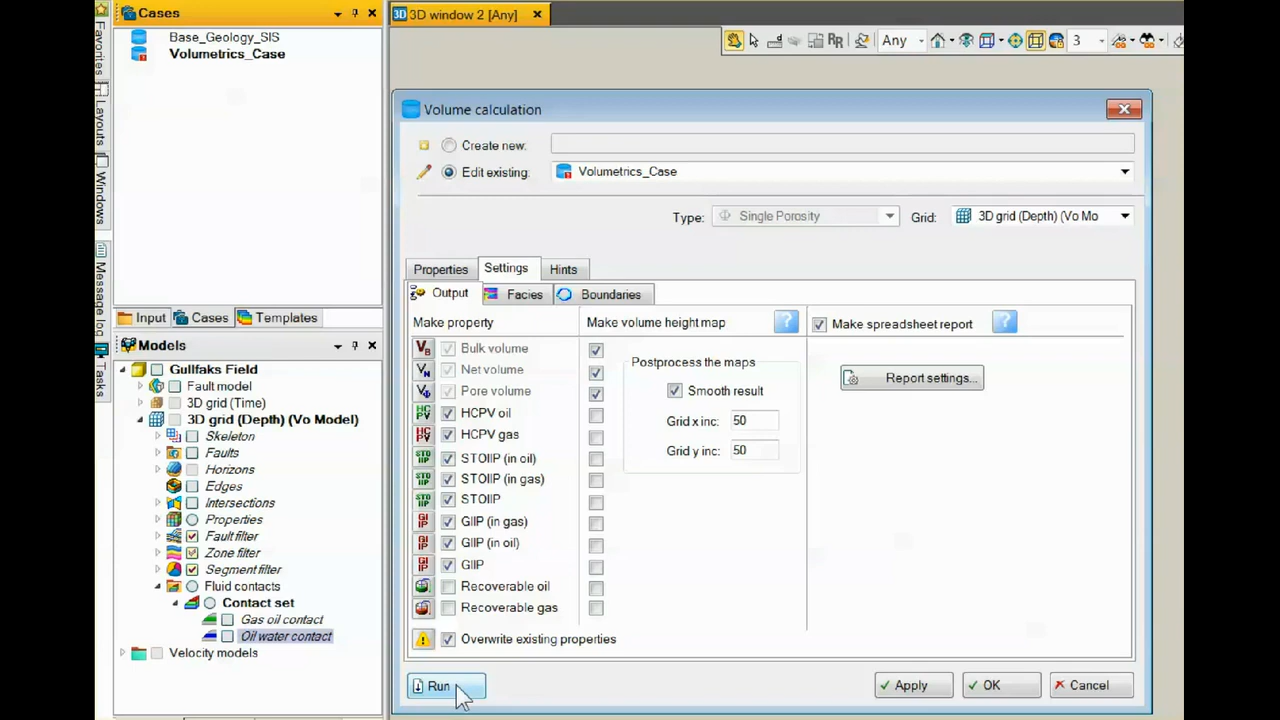 Cases
3D 3D window 2 [Any]
Base_Geology_SIS
Volumetrics_Case
Any
3
Favorites
Layouts
Windows
Message log
Tasks
Volume calculation
Create new:
Edit existing:
Volumetrics_Case
Type:
Single Porosity
Grid:
3D grid (Depth) (Vo Mo
Properties
Settings
Hints
Output
Facies
Boundaries
Make property
Make volume height map
?
Make spreadsheet report
?
Bulk volume
Net volume
Pore volume
HCPV oil
HCPV gas
STOIIP (in oil)
STOIIP (in gas)
STOIIP
GIIP (in gas)
GIIP (in oil)
GIIP
Recoverable oil
Recoverable gas
Overwrite existing properties
Postprocess the maps
Smooth result
Grid x inc: 50
Grid y inc: 50
Report settings...
Run
Apply
OK
Cancel
Input
Cases
Templates
Models
Gullfaks Field
Fault model
3D grid (Time)
3D grid (Depth) (Vo Model)
Skeleton
Faults
Horizons
Edges
Intersections
Properties
Fault filter
Zone filter
Segment filter
Fluid contacts
Contact set
Gas oil contact
Oil water contact
Velocity models